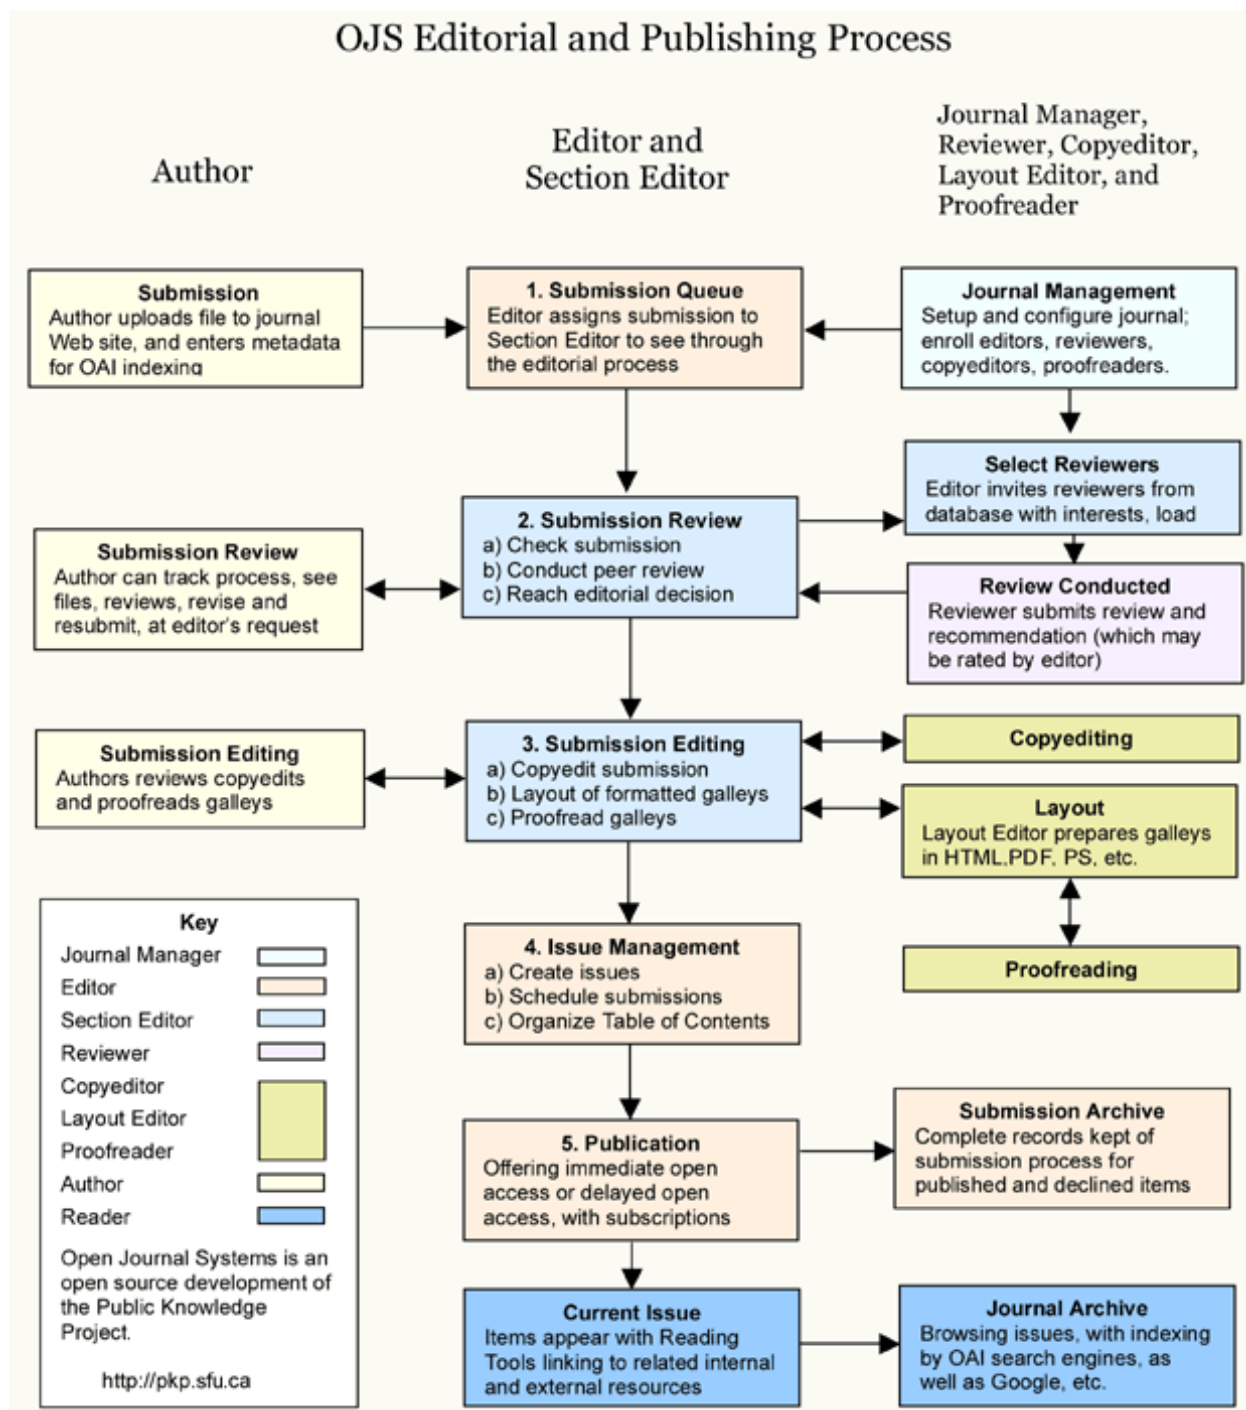 OJS Editorial and Publishing Process
Author
Editor and
Section Editor
Journal Manager,
Reviewer, Copyeditor,
Layout Editor, and
Proofreader
Submission
Author uploads file to journal
Web site, and enters metadata
for OAI indexing
1. Submission Queue
Editor assigns submission to
Section Editor to see through
the editorial process
Journal Management
Setup and configure journal;
enroll editors, reviewers,
copyeditors, proofreaders.
Select Reviewers
Editor invites reviewers from
database with interests, load
Submission Review
Author can track process, see
files, reviews, revise and
resubmit, at editor's request
2. Submission Review
a) Check submission
b) Conduct peer review
c) Reach editorial decision
Review Conducted
Reviewer submits review and
recommendation (which may
be rated by editor)
Submission Editing
Authors reviews copyedits
and proofreads galleys
3. Submission Editing
a) Copyedit submission
b) Layout of formatted galleys
c) Proofread galleys
Copyediting
Layout
Layout Editor prepares galleys
in HTML.PDF, PS, etc.
Proofreading
Key
Journal Manager
Editor
Section Editor
Reviewer
Copyeditor
Layout Editor
Proofreader
Author
Reader
Open Journal Systems is an
open source development of
the Public Knowledge
Project.
http://pkp.sfu.ca
4. Issue Management
a) Create issues
b) Schedule submissions
c) Organize Table of Contents
5. Publication
Offering immediate open
access or delayed open
access, with subscriptions
Submission Archive
Complete records kept of
submission process for
published and declined items
Current Issue
Items appear with Reading
Tools linking to related internal
and external resources
Journal Archive
Browsing issues, with indexing
by OAI search engines, as
well as Google, etc.